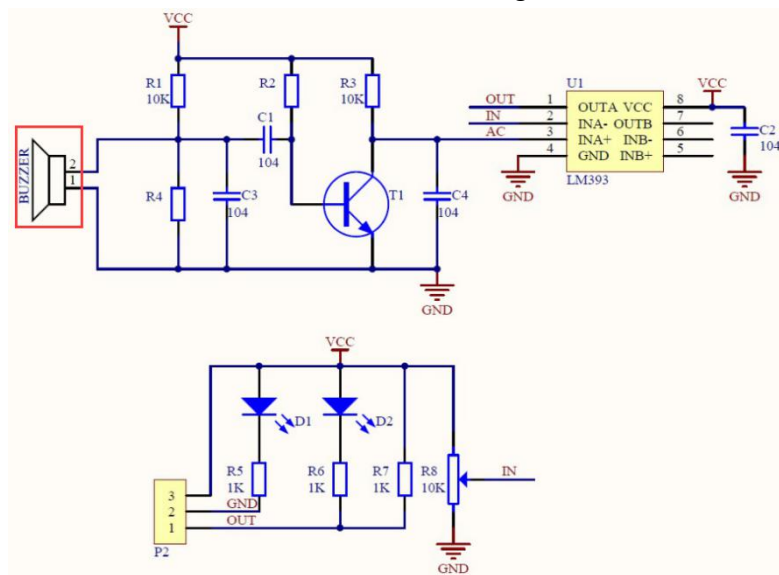 VCC
R1
10K
R2
R3
10K
C1
104
BUZZER
2
1
R4
C3
104
T1
C4
104
GND
U1
OUT
1
OUTA
VCC
8
VCC
IN
2
INA-
OUTB
7
AC
3
INA+
INB-
6
4
GND
INB+
5
LM393
GND
C2
104
GND
VCC
D1
D2
R5
1K
R6
1K
R7
1K
R8
10K
IN
3
2
GND
1
OUT
P2
GND